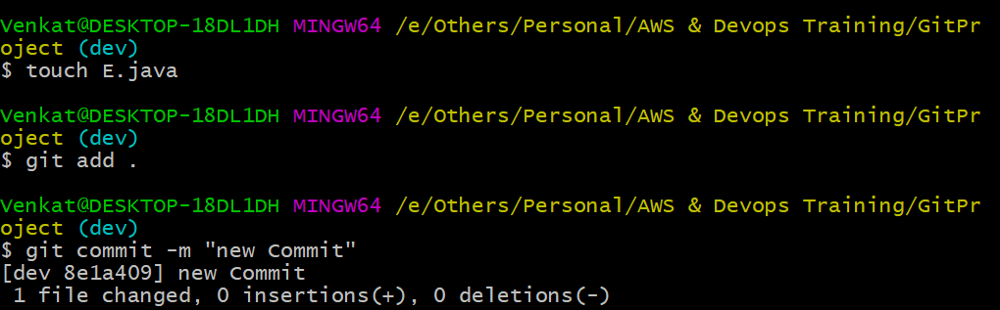 Venkat@DESKTOP-18DL1DH MINGW64 /e/Others/Personal/AWS & Devops Training/GitPr
oject (dev)
$ touch E.java
Venkat@DESKTOP-18DL1DH MINGW64 /e/Others/Personal/AWS & Devops Training/GitPr
oject (dev)
$ git add .
Venkat@DESKTOP-18DL1DH MINGW64 /e/Others/Personal/AWS & Devops Training/GitPr
oject (dev)
$ git commit -m "new Commit"
[dev 8e1a409] new Commit
 1 file changed, 0 insertions(+), 0 deletions(-)